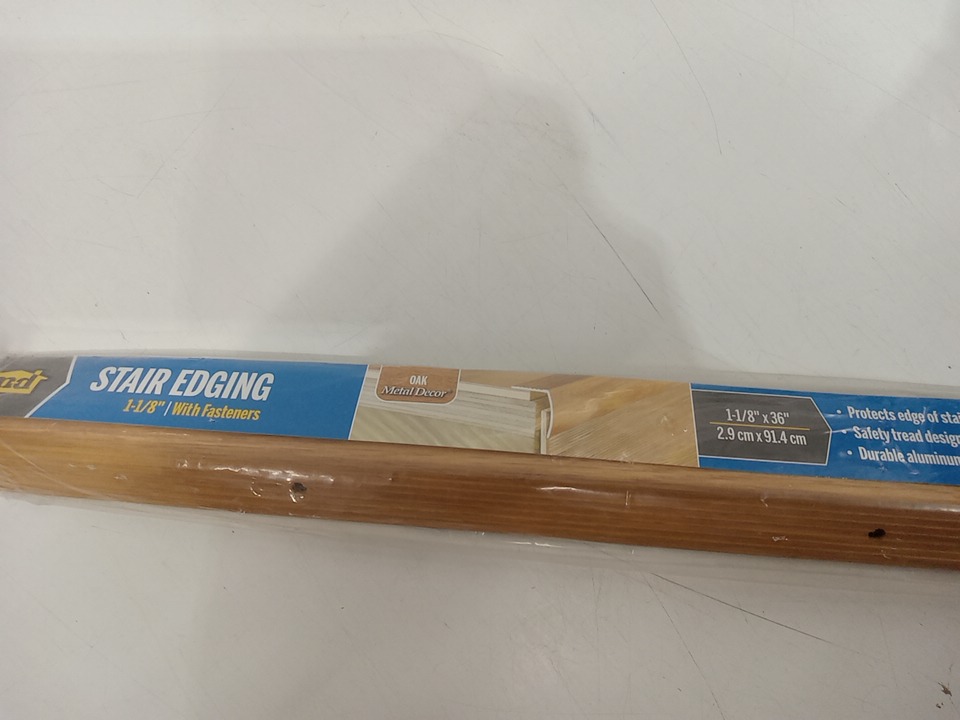 STAIR EDGING
1-1/8" | With Fasteners
OAK
Metal Decor
1-1/8" x 36"
2.9 cm x 91.4 cm
• Protects edge of stai
• Safety tread design
• Durable aluminum